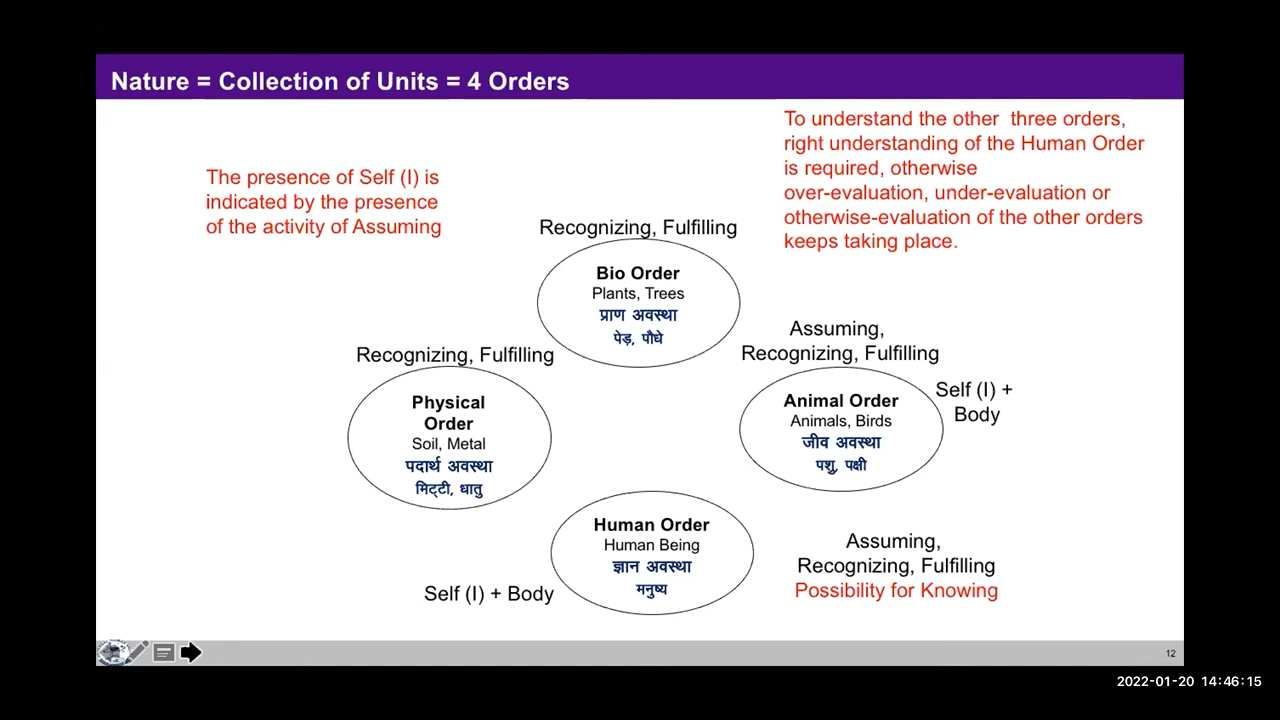 Nature = Collection of Units = 4 Orders
To understand the other three orders,
right understanding of the Human Order
is required, otherwise
over-evaluation, under-evaluation or
otherwise-evaluation of the other orders
keeps taking place.
The presence of Self (I) is
indicated by the presence
of the activity of Assuming
Recognizing, Fulfilling
Bio Order
Plants, Trees
प्राण अवस्था
पेड़, पौधे
Recognizing, Fulfilling
Physical
Order
Soil, Metal
पदार्थ अवस्था
मिट्टी, धातु
Assuming,
Recognizing, Fulfilling
Animal Order
Animals, Birds
जीव अवस्था
पशु, पक्षी
Self (I) +
Body
Human Order
Human Being
ज्ञान अवस्था
मनुष्य
Self (I) + Body
Assuming,
Recognizing, Fulfilling
Possibility for Knowing
12
2022-01-20 14:46:15